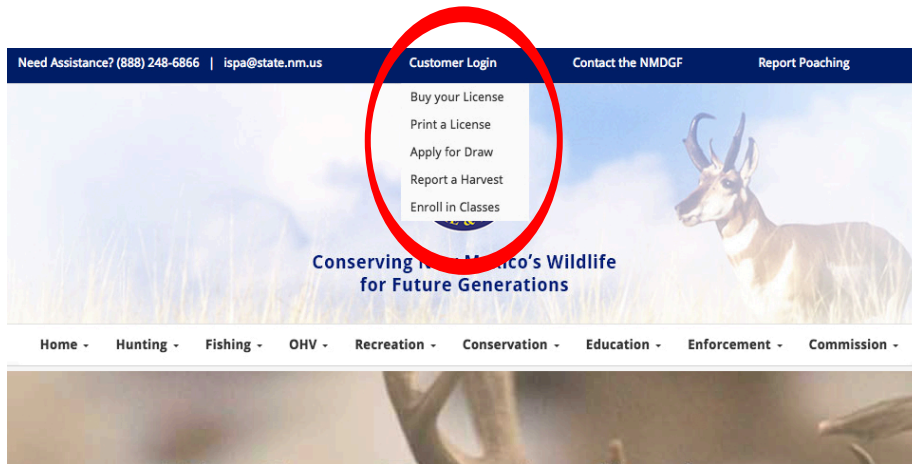 Need Assistance? (888) 248-6866 | ispa@state.nm.us Customer Login Contact the NMDGF Report Poaching
Buy your License
Print a License
Apply for Draw
Report a Harvest
Enroll in Classes
Conserving Mexico's Wildlife
for Future Generations
Home Hunting Fishing OHV Recreation Conservation Education Enforcement Commission